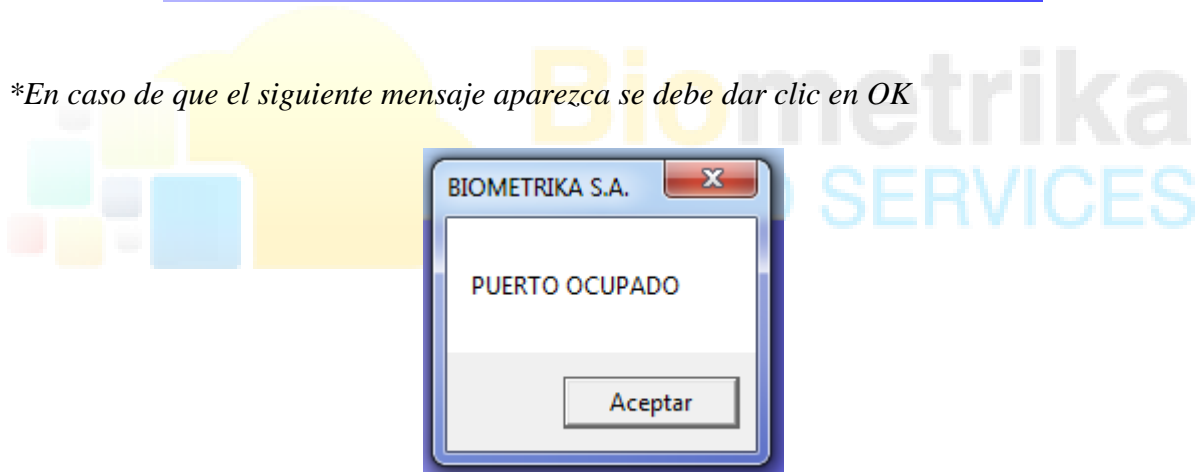 Biometrika
*En caso de que el siguiente mensaje aparezca se debe dar clic en OK
SERVICES
BIOMETRIKA S.A.
PUERTO OCUPADO
Aceptar